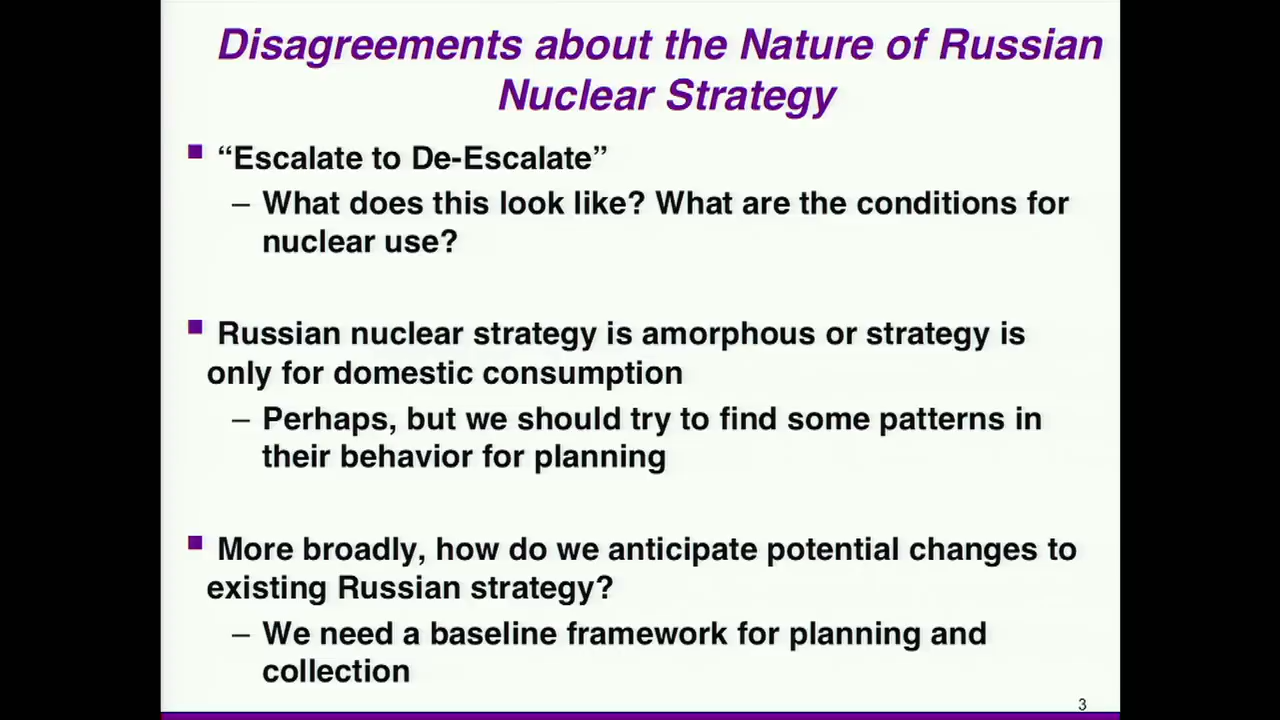 Disagreements about the Nature of Russian
Nuclear Strategy
“Escalate to De-Escalate”
– What does this look like? What are the conditions for
nuclear use?
Russian nuclear strategy is amorphous or strategy is
only for domestic consumption
– Perhaps, but we should try to find some patterns in
their behavior for planning
More broadly, how do we anticipate potential changes to
existing Russian strategy?
– We need a baseline framework for planning and
collection
3